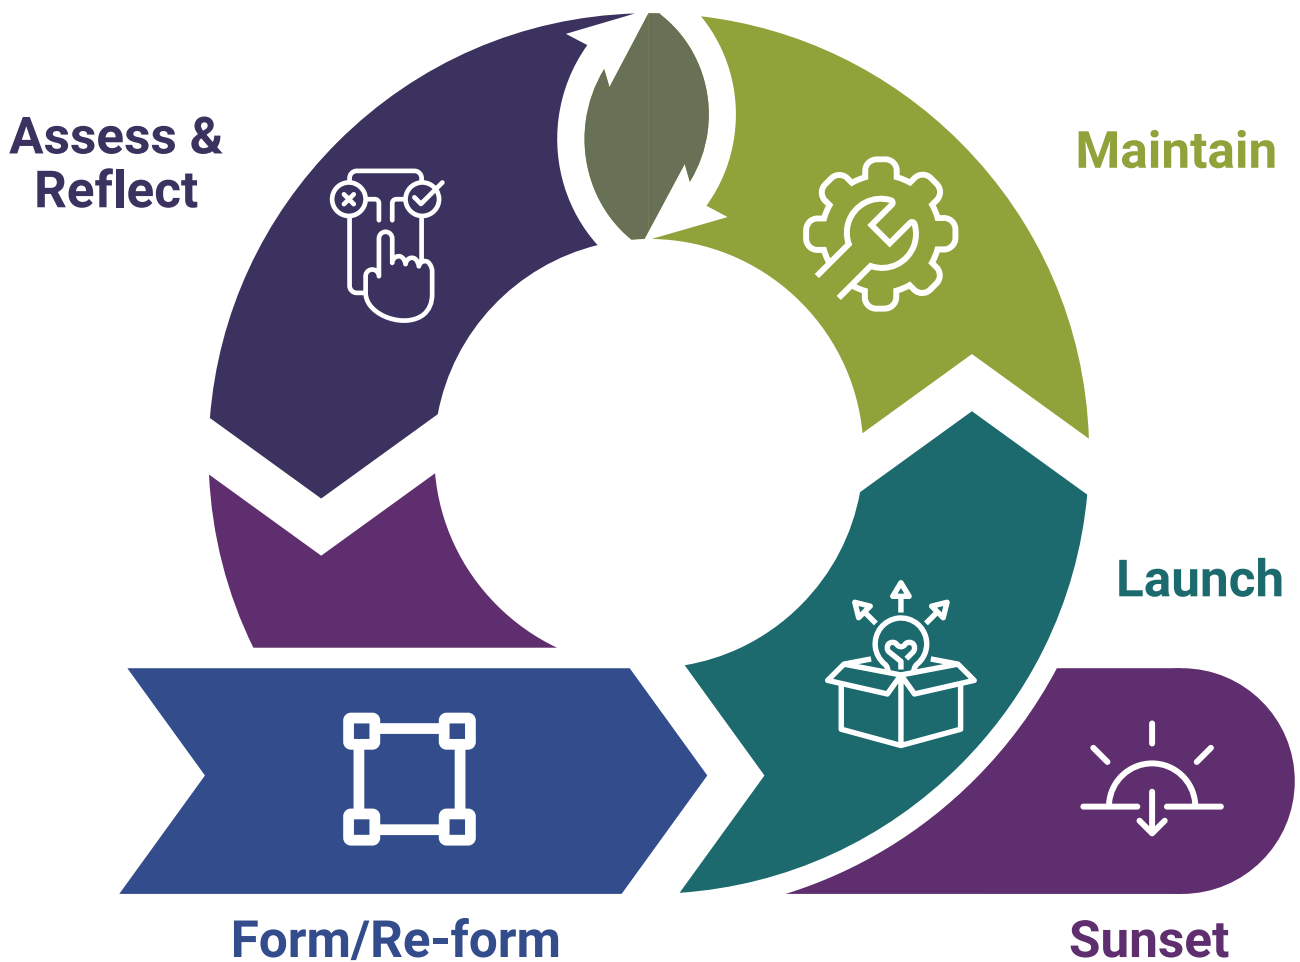 Assess &
Reflect
Maintain
Launch
Form/Re-form
Sunset